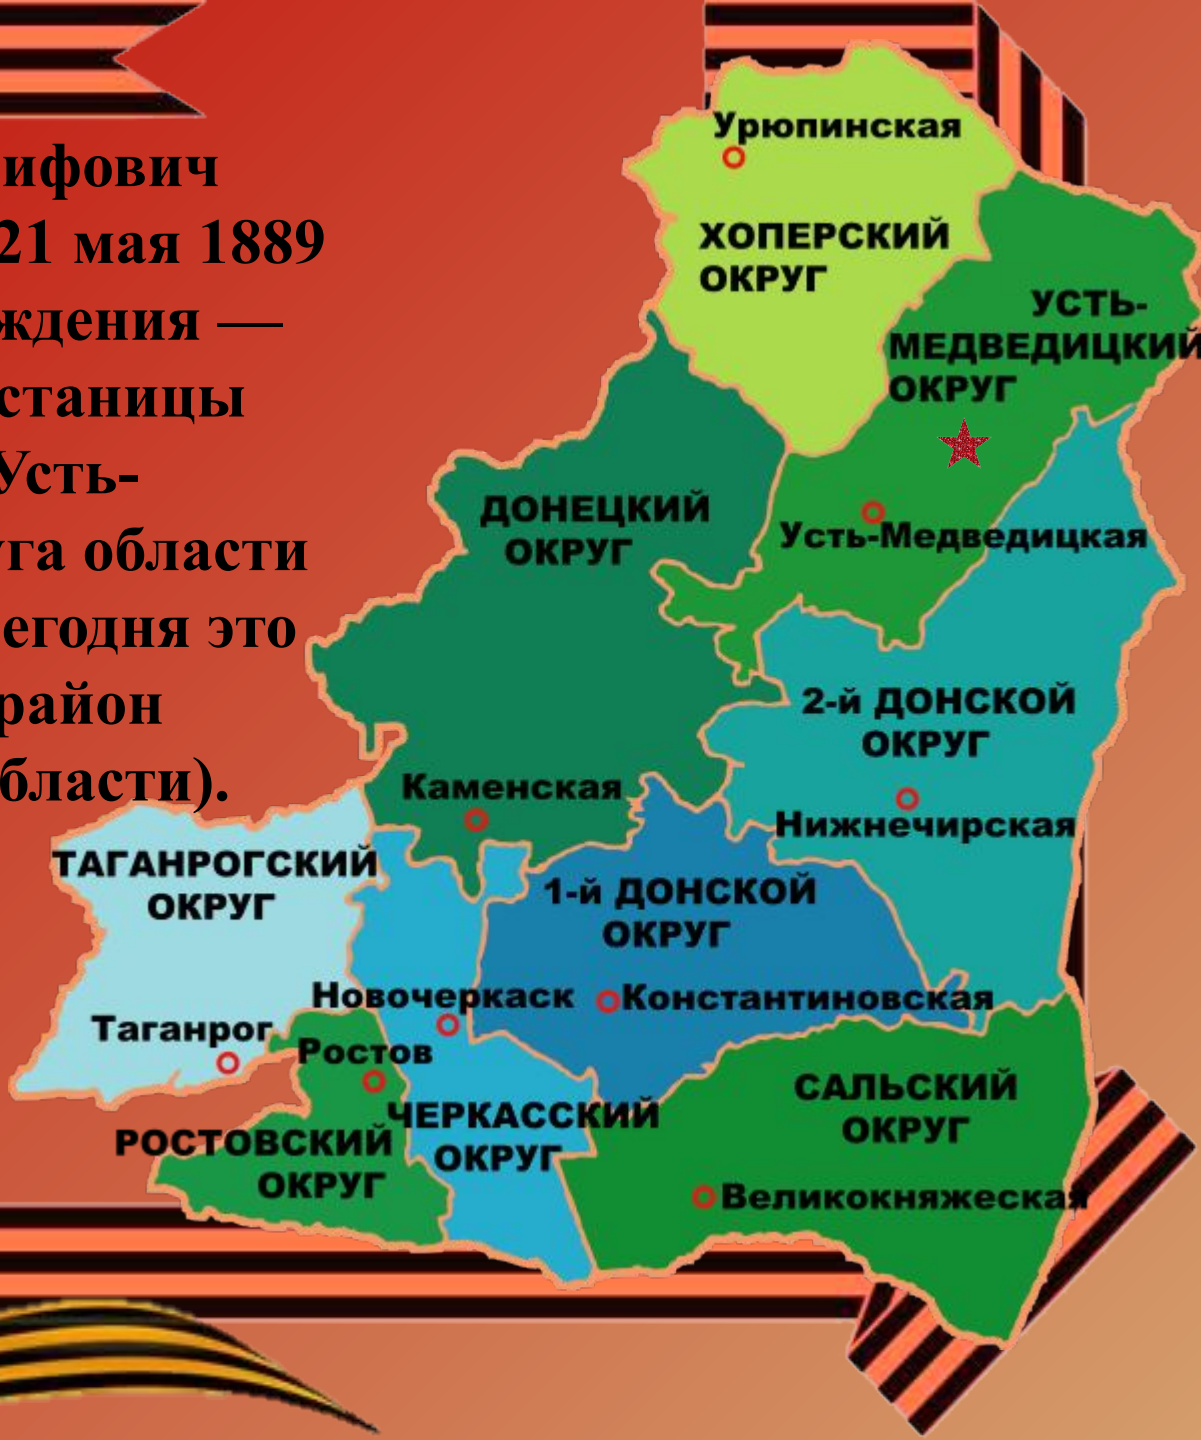 ифович
21 мая 1889
ждения —
станицы
Усть-
уга области
егодня это
район
бласти).
Урюпинская
ХОПЕРСКИЙ
ОКРУГ
УСТЬ-
МЕДВЕДИЦКИЙ
ОКРУГ
ДОНЕЦКИЙ
ОКРУГ
Усть-Медведицкая
2-й ДОНСКОЙ
ОКРУГ
Каменская
Нижнечирская
ТАГАНРОГСКИЙ
ОКРУГ
1-й ДОНСКОЙ
ОКРУГ
Новочеркаск
Константиновская
Таганрог
Ростов
САЛЬСКИЙ
ОКРУГ
ЧЕРКАССКИЙ
ОКРУГ
РОСТОВСКИЙ
ОКРУГ
Великокняжеская